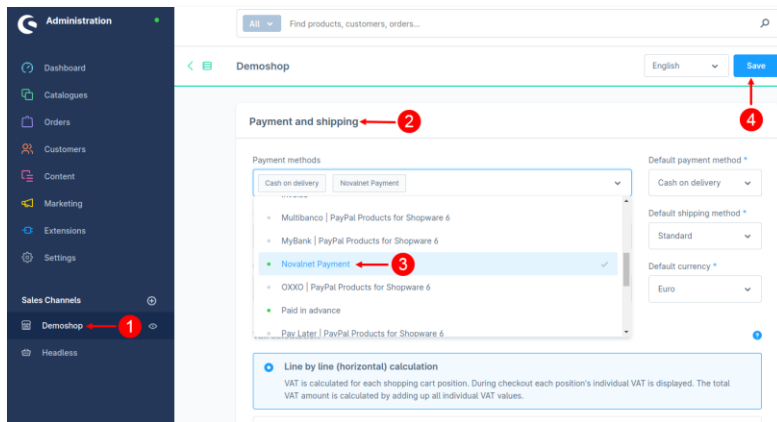 Administration
All
Find products, customers, orders...
Dashboard
Catalogues
Orders
Customers
Content
Marketing
Extensions
Settings
Sales Channels
Demoshop
1
Headless
Demoshop
English
Save
4
Payment and shipping
2
Payment methods
Cash on delivery
Novalnet Payment
Invoice
Multibanco | PayPal Products for Shopware 6
MyBank | PayPal Products for Shopware 6
Novalnet Payment
3
OXXO | PayPal Products for Shopware 6
Paid in advance
Pay Later | PayPal Products for Shopware 6
Default payment method *
Cash on delivery
Default shipping method *
Standard
Default currency *
Euro
Line by line (horizontal) calculation
VAT is calculated for each shopping cart position. During checkout each position's individual VAT is displayed. The total
VAT amount is calculated by adding up all individual VAT values.